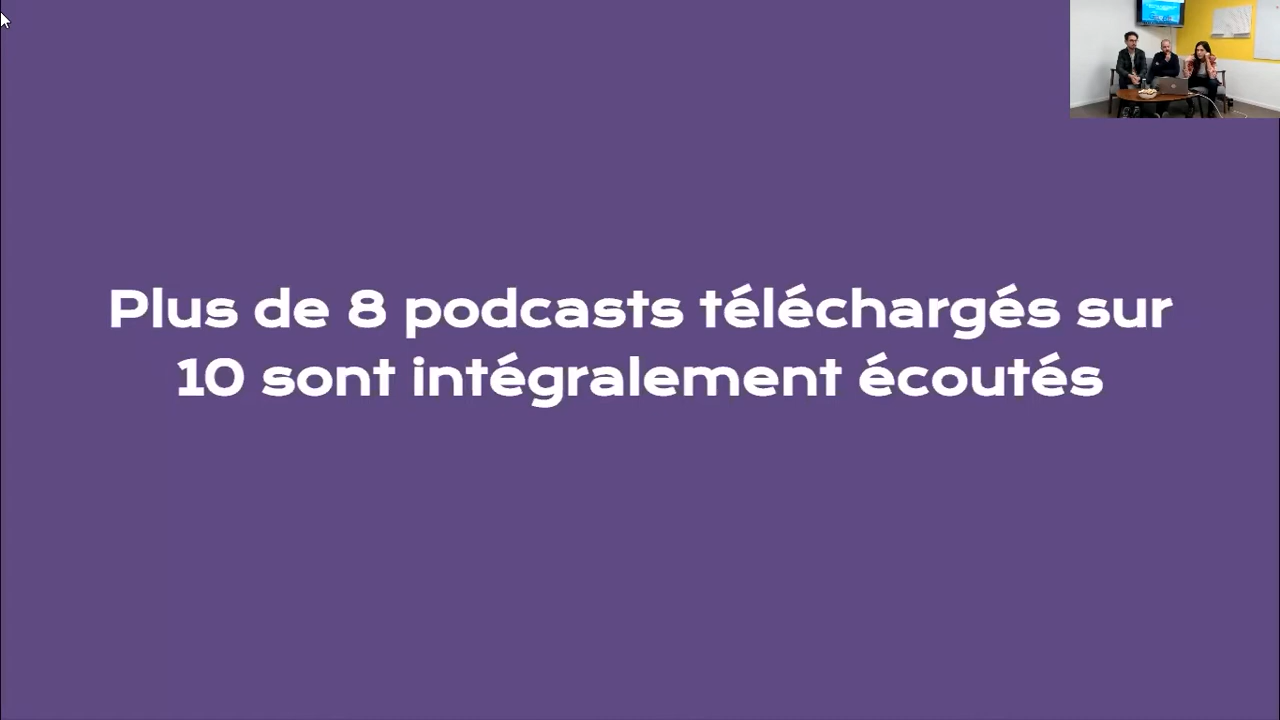 Plus de 8 podcasts téléchargés sur
10 sont intégralement écoutés